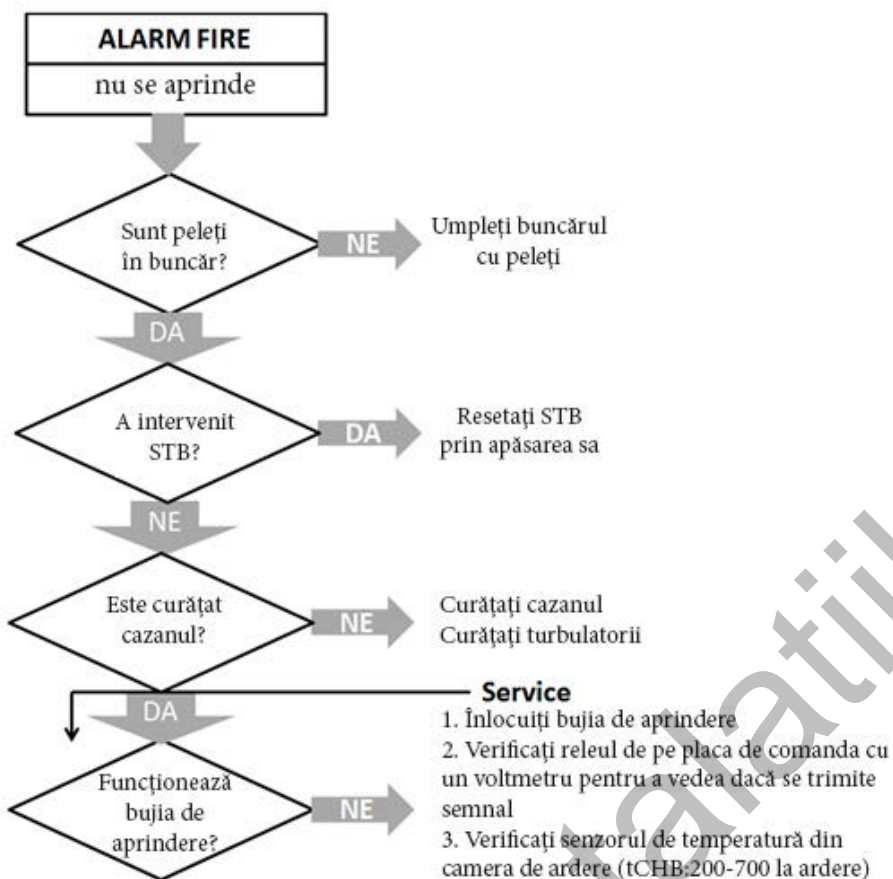 ALARM FIRE
nu se aprinde
Sunt peleți
în buncăr?
NE
Umpleți buncărul
cu peleți
DA
A intervenit
STB?
DA
Resetați STB
prin apăsarea sa
NE
Este curățat
cazanul?
NE
Curățați cazanul
Curățați turbulatorii
DA
Service
Funcționează
bujia de
aprindere?
NE
1. Înlocuiți bujia de aprindere
2. Verificați releul de pe placa de comanda cu
un voltmetru pentru a vedea dacă se trimite
semnal
3. Verificați senzorul de temperatură din
camera de ardere (tCHB:200-700 la ardere)